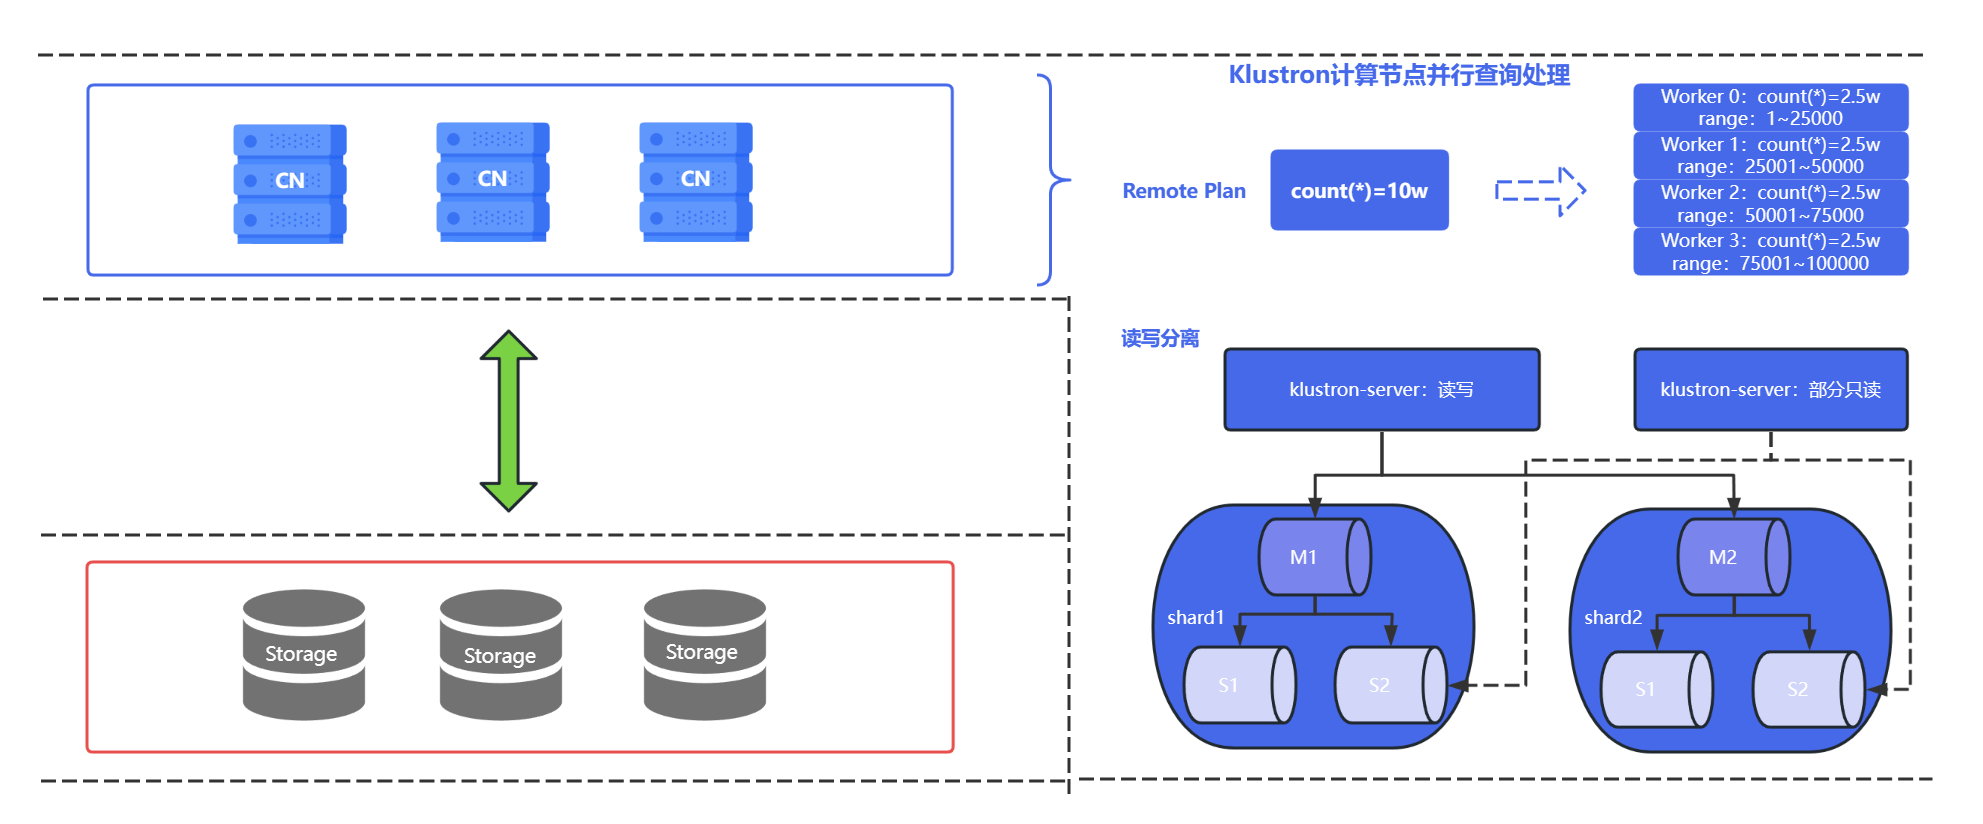 Klustron计算节点并行查询处理
CN
CN
CN
Remote Plan
count(*)=10w
Worker 0：count(*)=2.5w
range：1~25000
Worker 1：count(*)=2.5w
range：25001~50000
Worker 2：count(*)=2.5w
range：50001~75000
Worker 3：count(*)=2.5w
range：75001~100000
读写分离
klustron-server：读写
klustron-server：部分只读
M1
M2
shard1
shard2
S1
S2
S1
S2
Storage
Storage
Storage